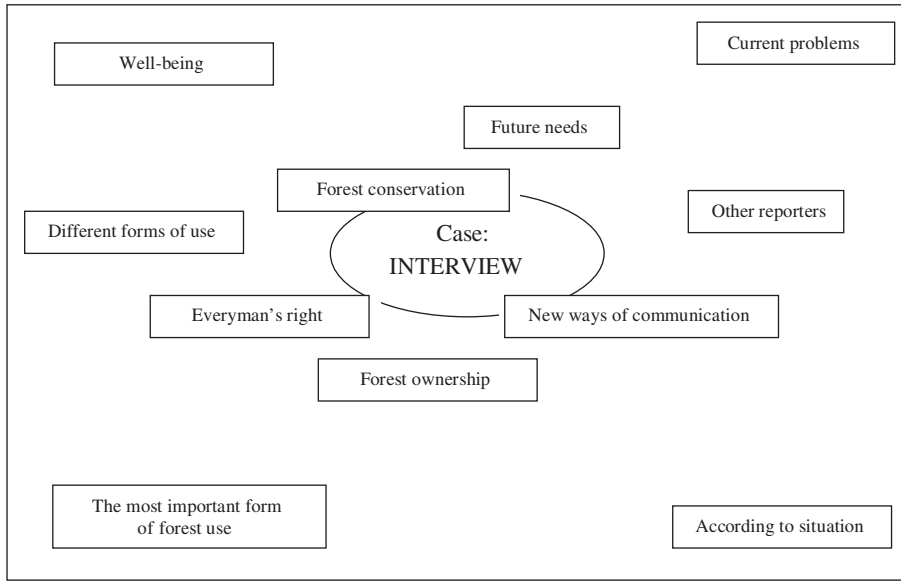 Current problems
Well-being
Future needs
Forest conservation
Other reporters
Different forms of use
Case:
INTERVIEW
Everyman's right
New ways of communication
Forest ownership
The most important form
of forest use
According to situation